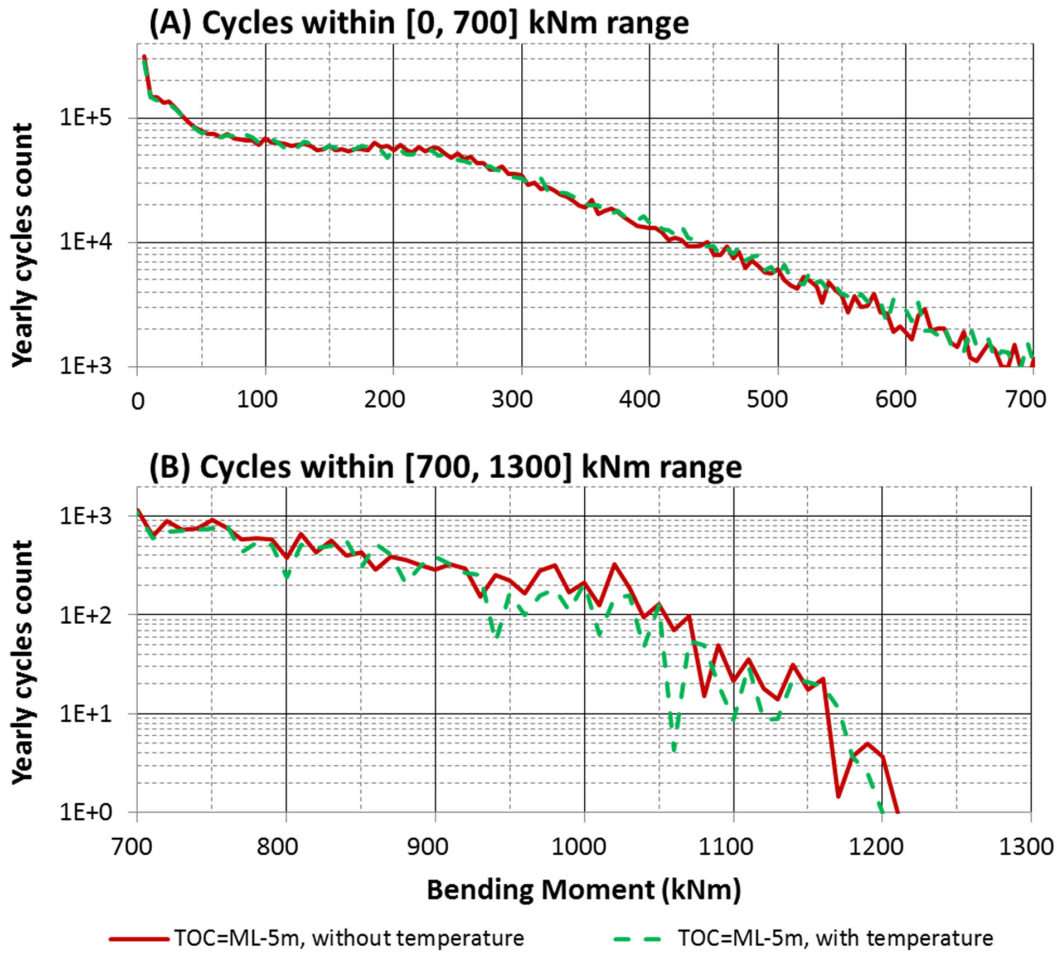 (A) Cycles within [0, 700] kNm range
Yearly cycles count
1E+5
1E+4
1E+3
0 100 200 300 400 500 600 700
(B) Cycles within [700, 1300] kNm range
Yearly cycles count
1E+3
1E+2
1E+1
1E+0
700 800 900 1000 1100 1200 1300
Bending Moment (kNm)
TOC=ML-5m, without temperature TOC=ML-5m, with temperature